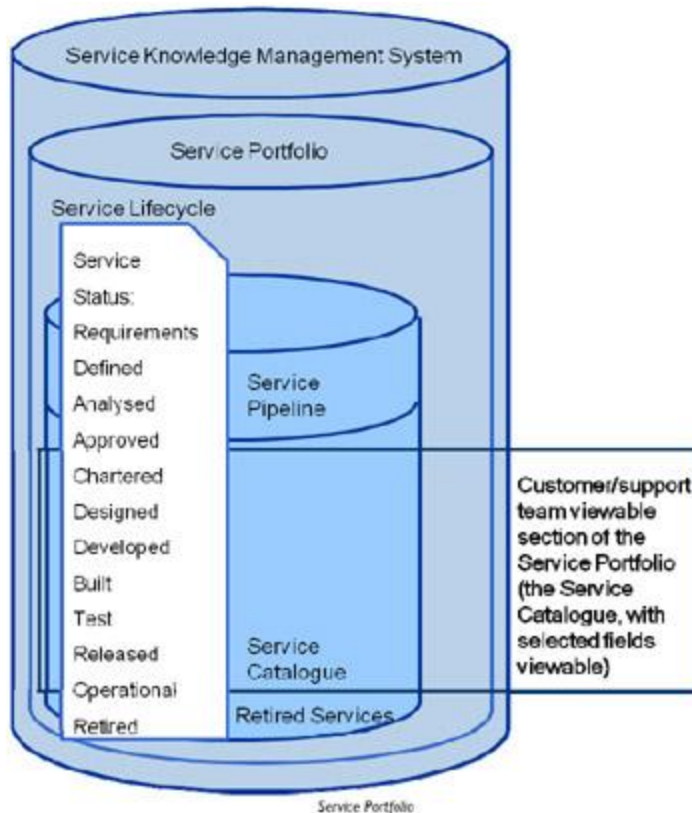 Service Knowledge Management System
Service Portfolio
Service Lifecycle
Service
Status:
Requirements
Defined
Analysed
Approved
Chartered
Designed
Developed
Built
Test
Released
Operational
Retired
Service
Pipeline
Service
Catalogue
Retired Services
Customer/support
team viewable
section of the
Service Portfolio
(the Service
Catalogue, with
selected fields
viewable)
Service Portfolio